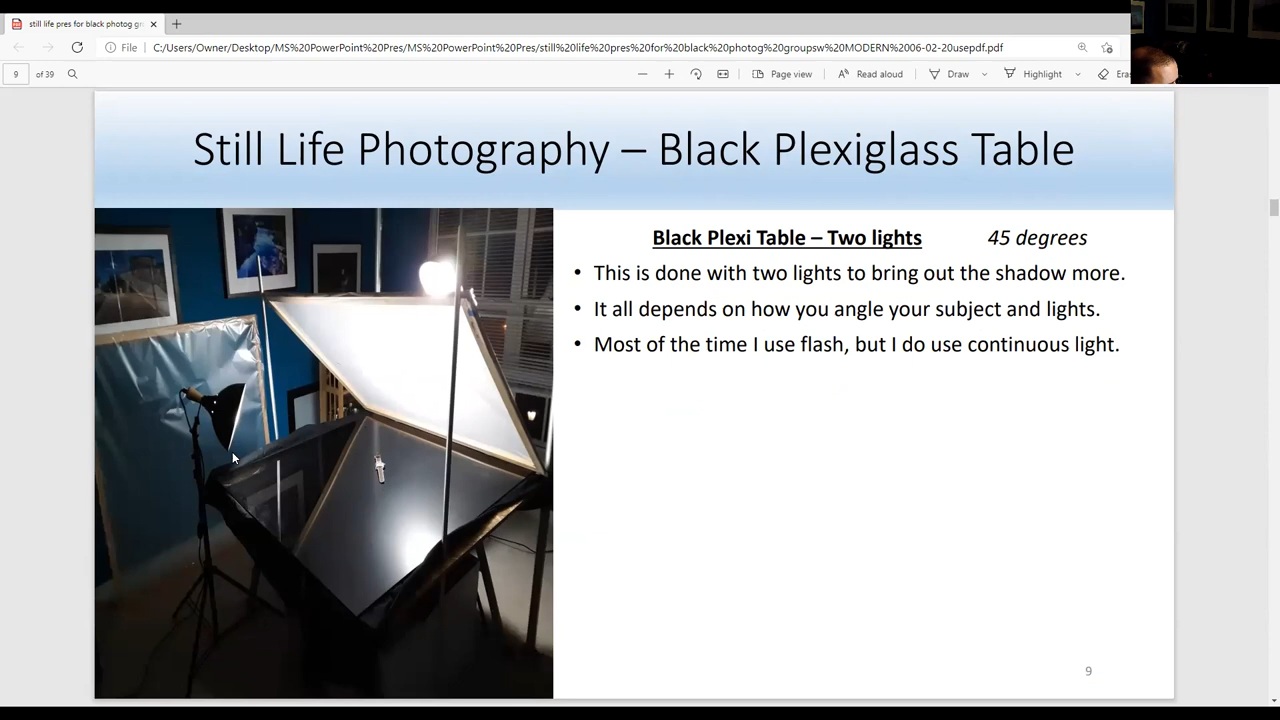 still life pres for black photog gr
File
C:/Users/Owner/Desktop/MS%20PowerPoint%20Pres/MS%20PowerPoint%20Pres/still%20life%20pres%20for%20black%20photog%20groupsw%20MODERN%2006-02-20usepdf.pdf
9 of 39
Page view
Read aloud
Draw
Highlight
Still Life Photography – Black Plexiglass Table
Black Plexi Table – Two lights 45 degrees
• This is done with two lights to bring out the shadow more.
• It all depends on how you angle your subject and lights.
• Most of the time I use flash, but I do use continuous light.
9